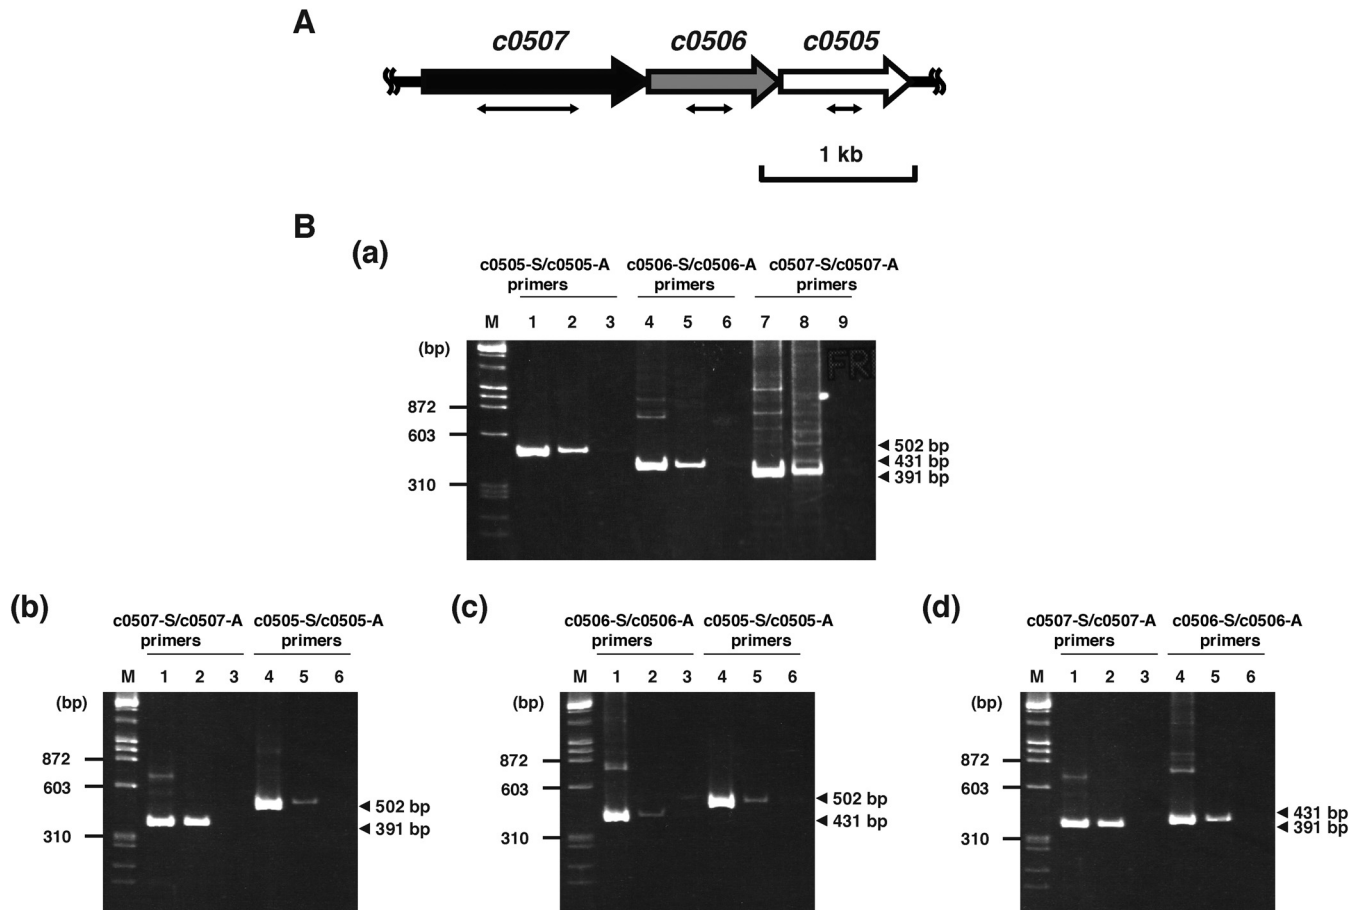 A
c0507 c0506 c0505
1 kb
B
(a)
c0505-S/c0505-A primers
c0506-S/c0506-A primers
c0507-S/c0507-A primers
M 1 2 3 4 5 6 7 8 9
(bp)
872
603
310
502 bp
431 bp
391 bp
(b)
c0507-S/c0507-A primers
c0505-S/c0505-A primers
M 1 2 3 4 5 6
(bp)
872
603
310
502 bp
391 bp
(c)
c0506-S/c0506-A primers
c0505-S/c0505-A primers
M 1 2 3 4 5 6
(bp)
872
603
310
502 bp
431 bp
(d)
c0507-S/c0507-A primers
c0506-S/c0506-A primers
M 1 2 3 4 5 6
(bp)
872
603
310
431 bp
391 bp